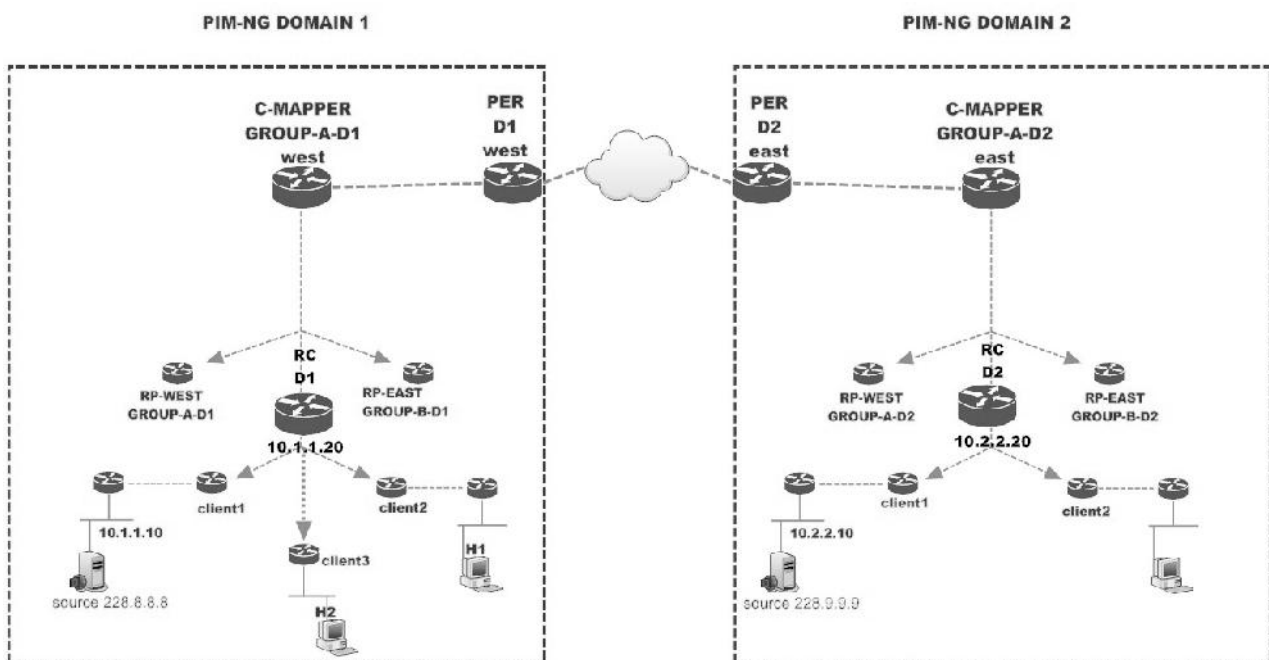 PIM-NG DOMAIN 1
PIM-NG DOMAIN 2
C-MAPPER
GROUP-A-D1
west
PER
D1
west
PER
D2
east
C-MAPPER
GROUP-A-D2
east
RP-WEST
GROUP-A-D1
RC
D1
RP-EAST
GROUP-B-D1
10.1.1.20
client1
client2
10.1.1.10
client3
H1
source 228.8.8.8
H2
RP-WEST
GROUP-A-D2
RC
D2
RP-EAST
GROUP-B-D2
10.2.2.20
client1
client2
10.2.2.10
source 228.9.9.9